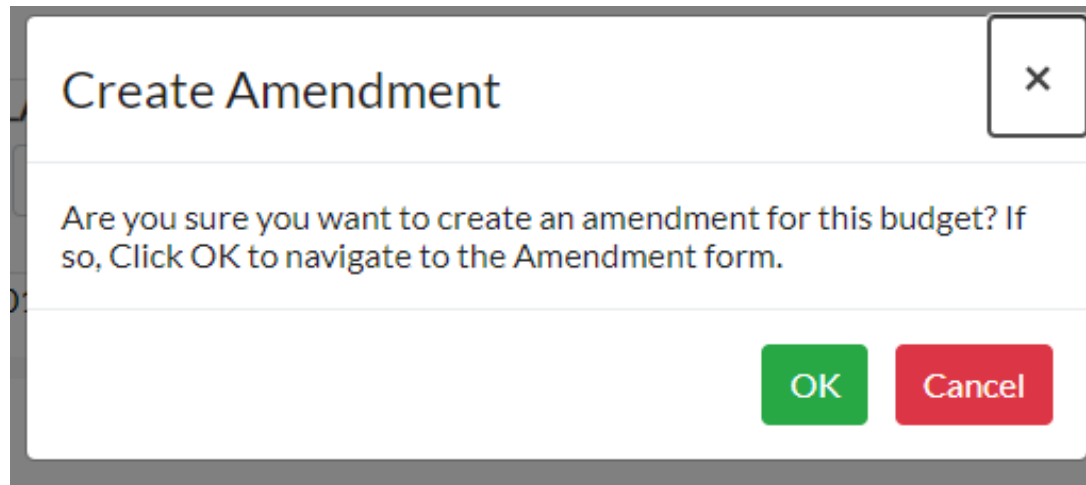 Create Amendment
×
Are you sure you want to create an amendment for this budget? If
so, Click OK to navigate to the Amendment form.
OK
Cancel